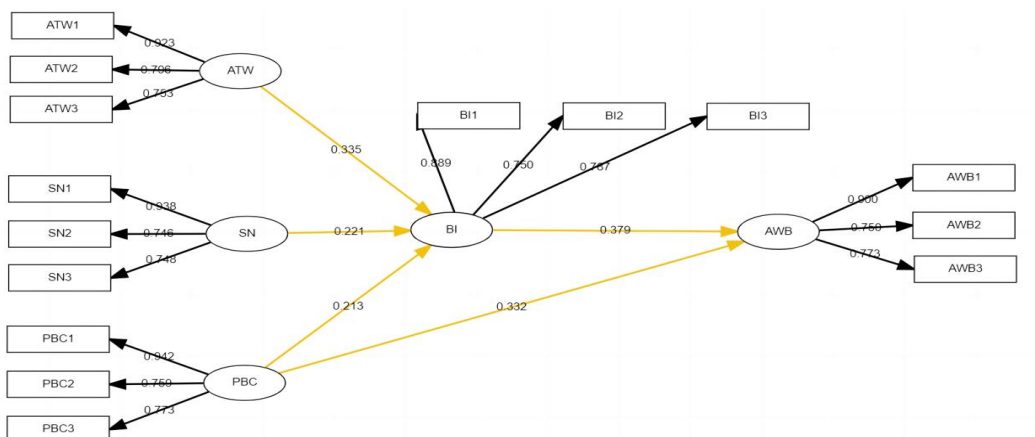 ATW1
0.923
ATW2
0.706
ATW3
0.753
ATW
BI1
BI2
BI3
0.335
0.889
0.750
0.787
SN1
0.938
SN2
0.746
SN3
0.748
SN
0.221
BI
0.379
AWB
0.900
AWB1
0.750
AWB2
0.773
AWB3
0.213
0.332
PBC1
0.942
PBC2
0.759
PBC3
0.773
PBC